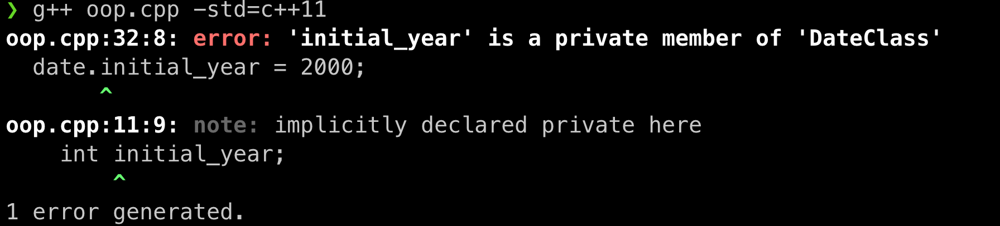 ❯ g++ oop.cpp -std=c++11
oop.cpp:32:8: error: 'initial_year' is a private member of 'DateClass'
  date.initial_year = 2000;
       ^
oop.cpp:11:9: note: implicitly declared private here
    int initial_year;
        ^
1 error generated.